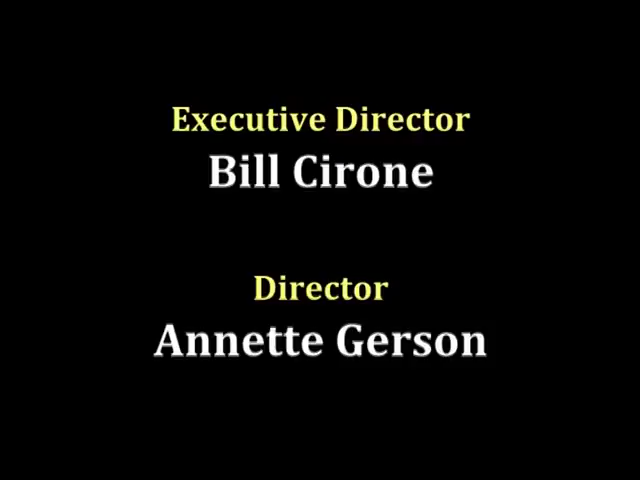 Executive Director
Bill Cirone
Director
Annette Gerson